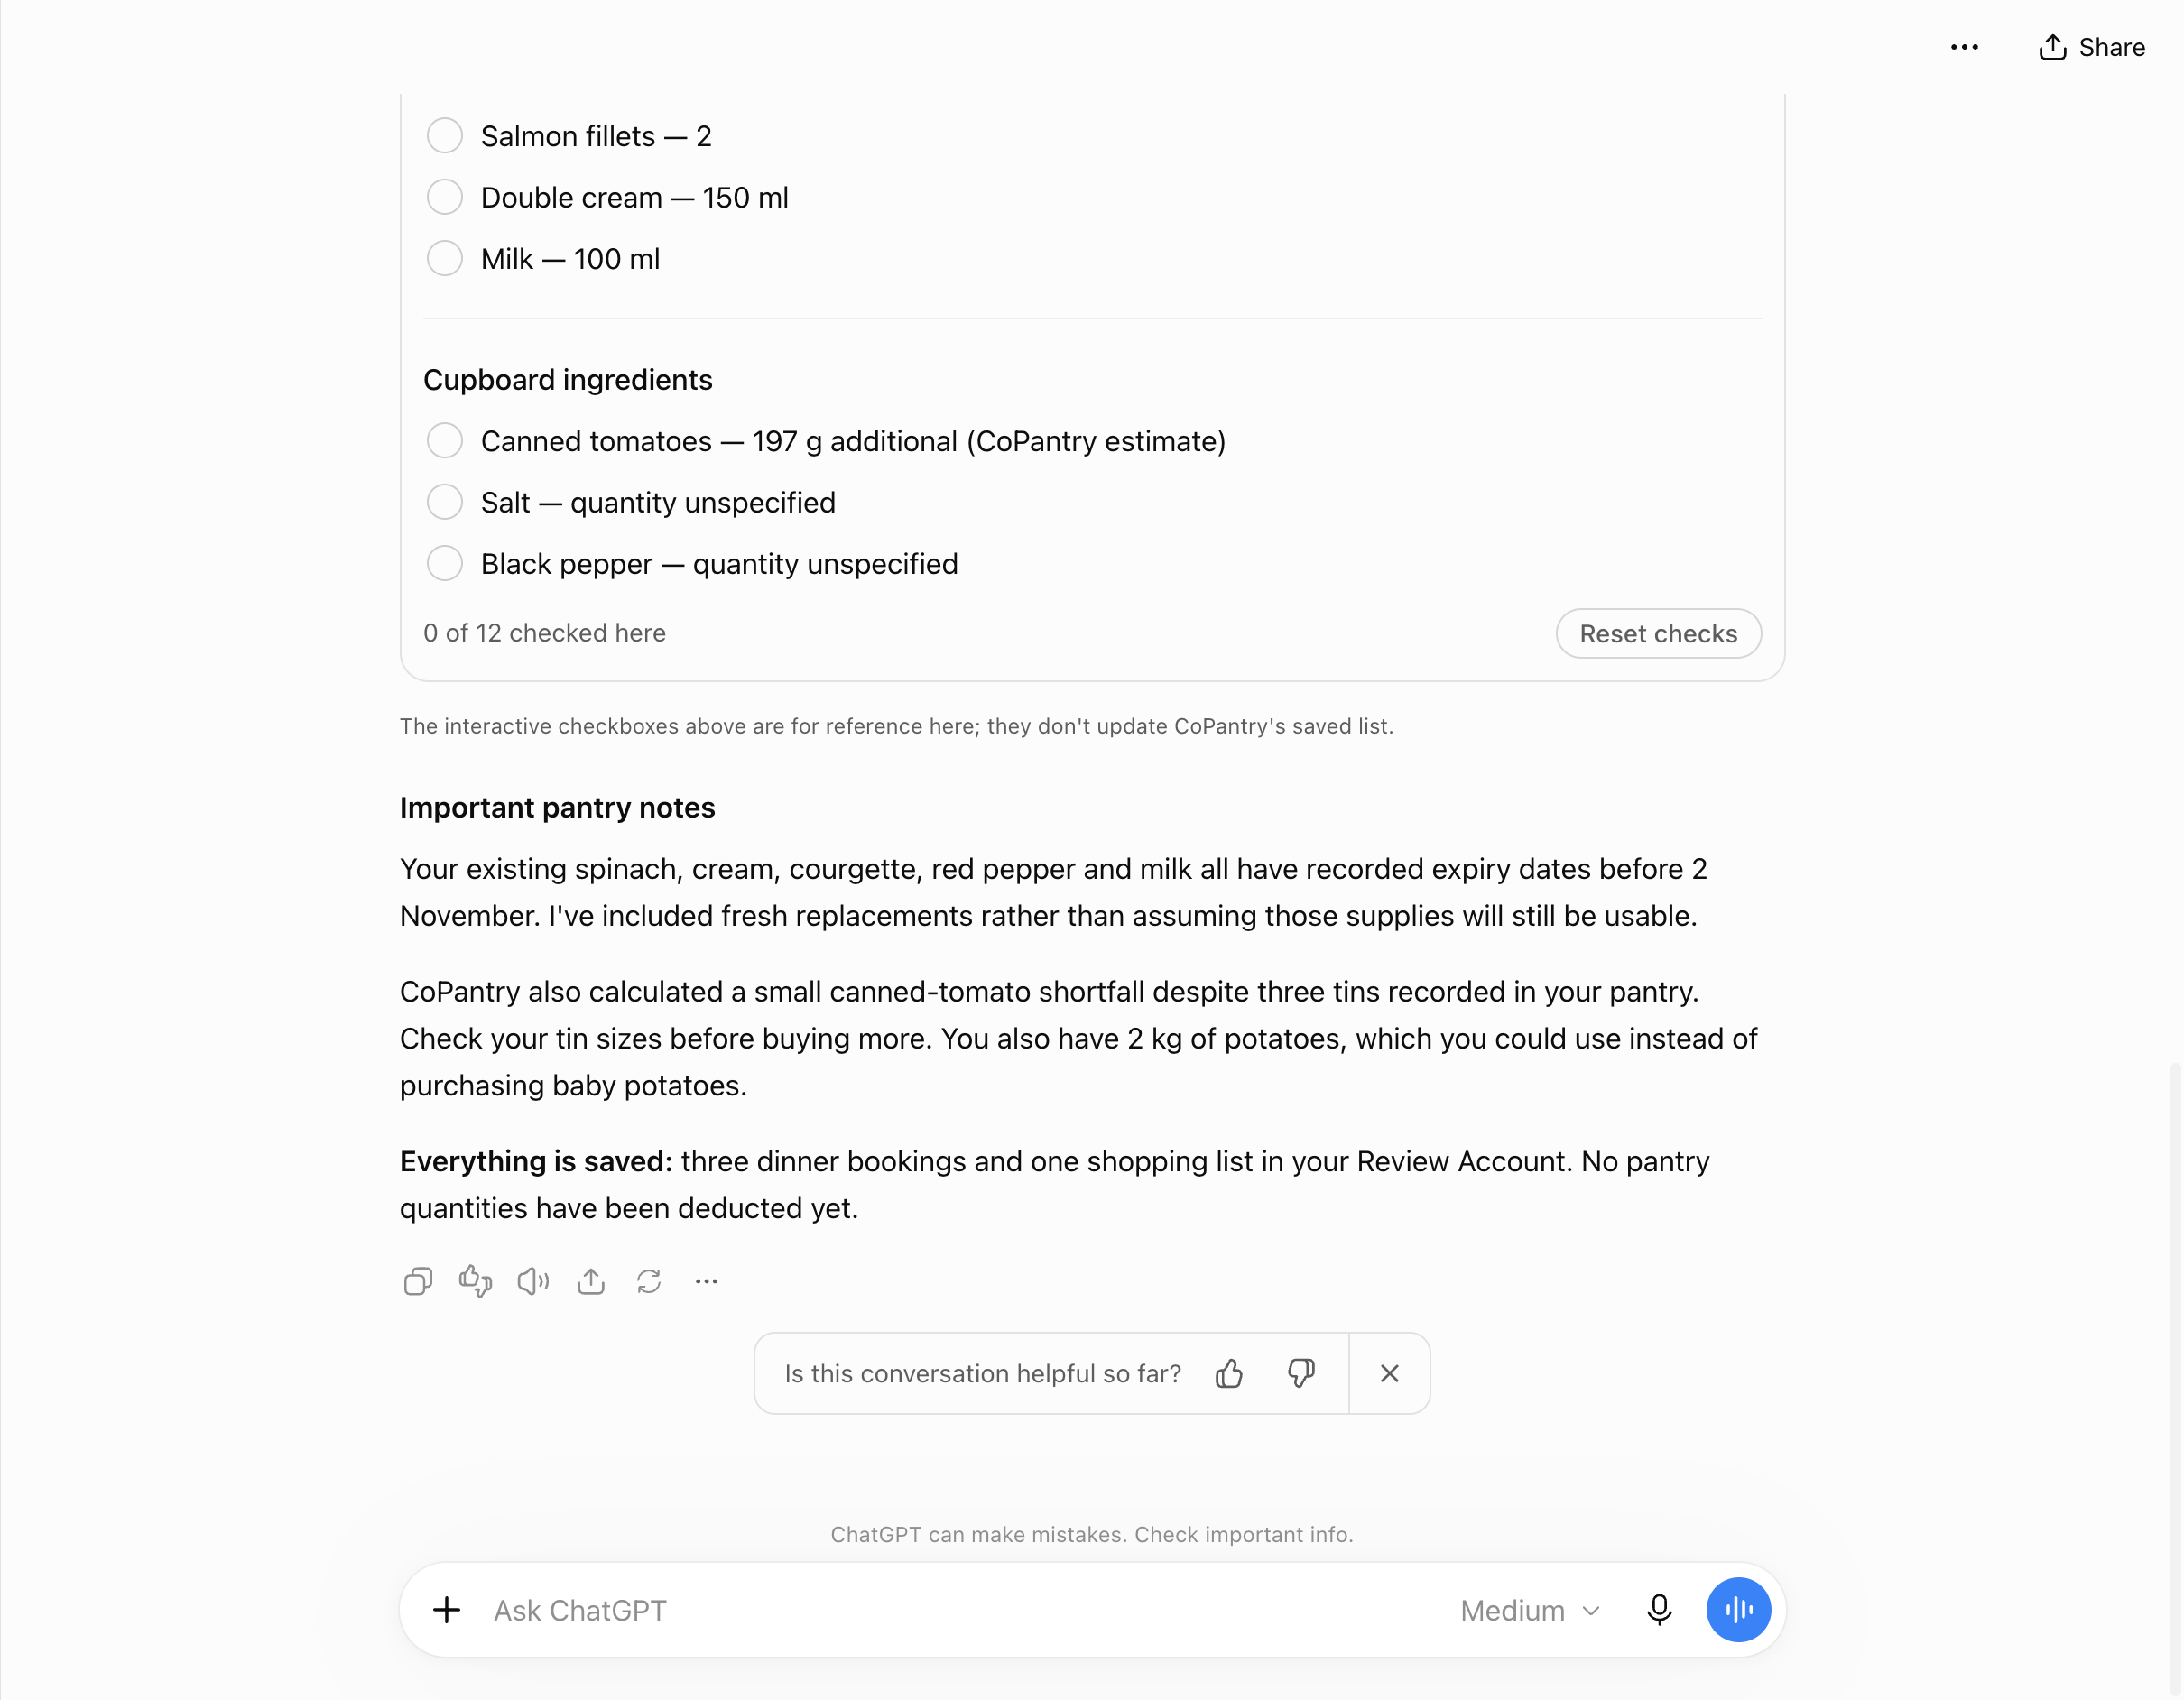 Share
Salmon fillets — 2
Double cream — 150 ml
Milk — 100 ml
Cupboard ingredients
Canned tomatoes — 197 g additional (CoPantry estimate)
Salt — quantity unspecified
Black pepper — quantity unspecified
0 of 12 checked here
Reset checks
The interactive checkboxes above are for reference here; they don't update CoPantry's saved list.
Important pantry notes
Your existing spinach, cream, courgette, red pepper and milk all have recorded expiry dates before 2
November. I've included fresh replacements rather than assuming those supplies will still be usable.
CoPantry also calculated a small canned-tomato shortfall despite three tins recorded in your pantry.
Check your tin sizes before buying more. You also have 2 kg of potatoes, which you could use instead of
purchasing baby potatoes.
Everything is saved: three dinner bookings and one shopping list in your Review Account. No pantry
quantities have been deducted yet.
Is this conversation helpful so far?
ChatGPT can make mistakes. Check important info.
Ask ChatGPT
Medium